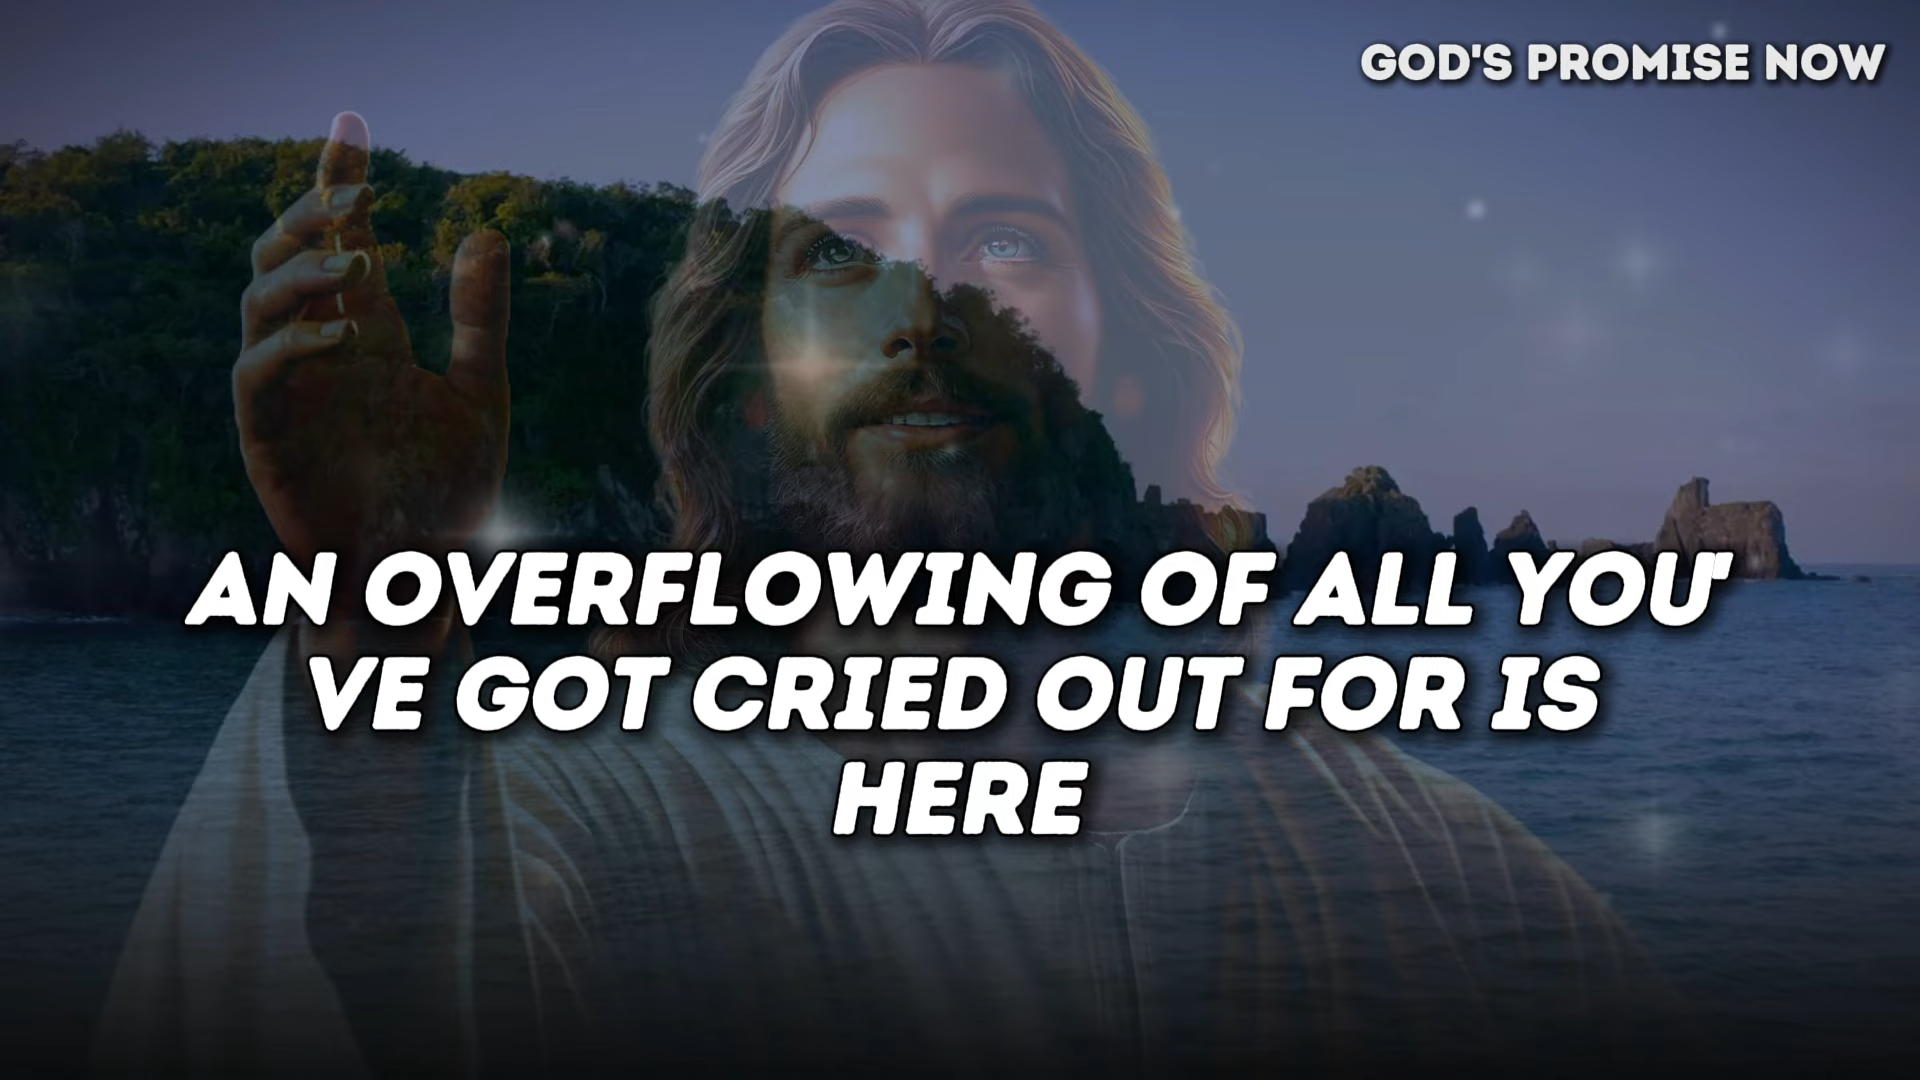 GOD'S PROMISE NOW
AN OVERFLOWING OF ALL YOU'
VE GOT CRIED OUT FOR IS
HERE